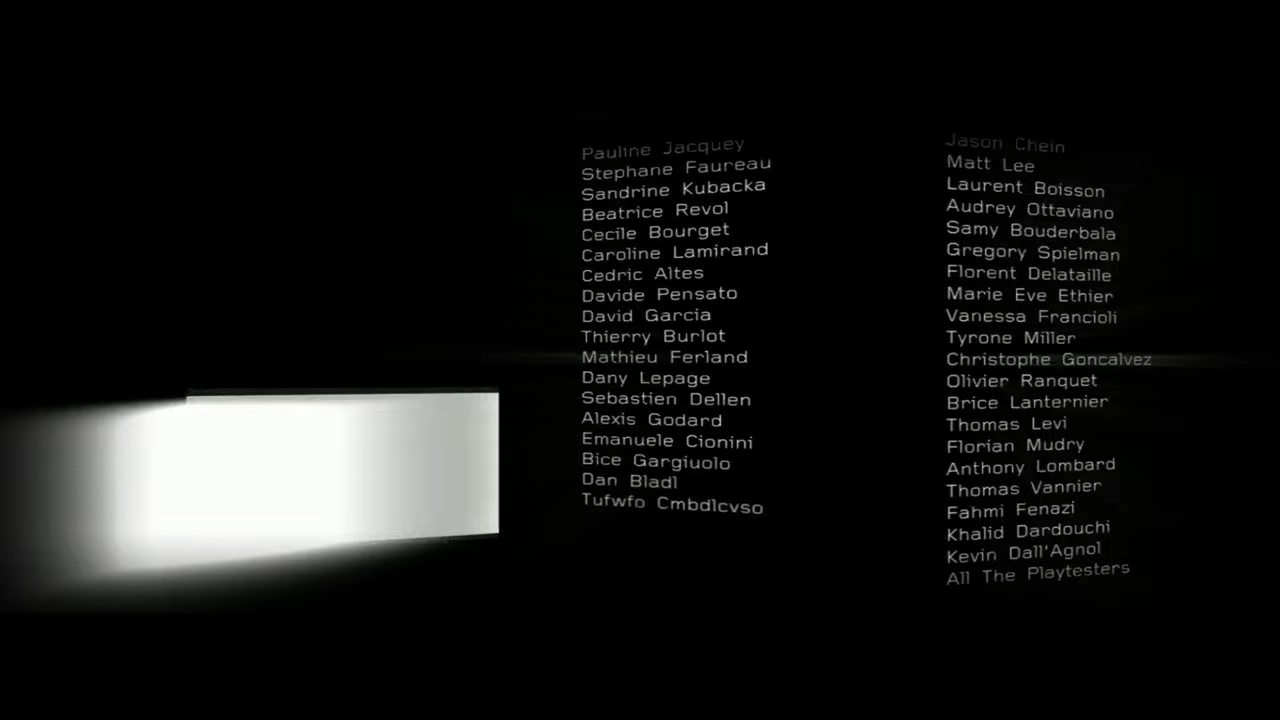 Pauline Jacquey
Stephane Faureau
Sandrine Kubacka
Beatrice Revol
Cecile Bourget
Caroline Lamirand
Cedric Altes
Davide Pensato
David Garcia
Thierry Burlot
Mathieu Ferland
Dany Lepage
Sebastien Dellen
Alexis Godard
Emanuele Cionini
Bice Gargiuolo
Dan Bladl
Tufwfo Cmbdlcvso
Jason Chein
Matt Lee
Laurent Boisson
Audrey Ottaviano
Samy Bouderbala
Gregory Spielman
Florent Delataille
Marie Eve Ethier
Vanessa Francioli
Tyrone Miller
Christophe Goncalvez
Olivier Ranquet
Brice Lanternier
Thomas Levi
Florian Mudry
Anthony Lombard
Thomas Vannier
Fahmi Fenazi
Khalid Dardouchi
Kevin Dall'Agnol
All The Playtesters